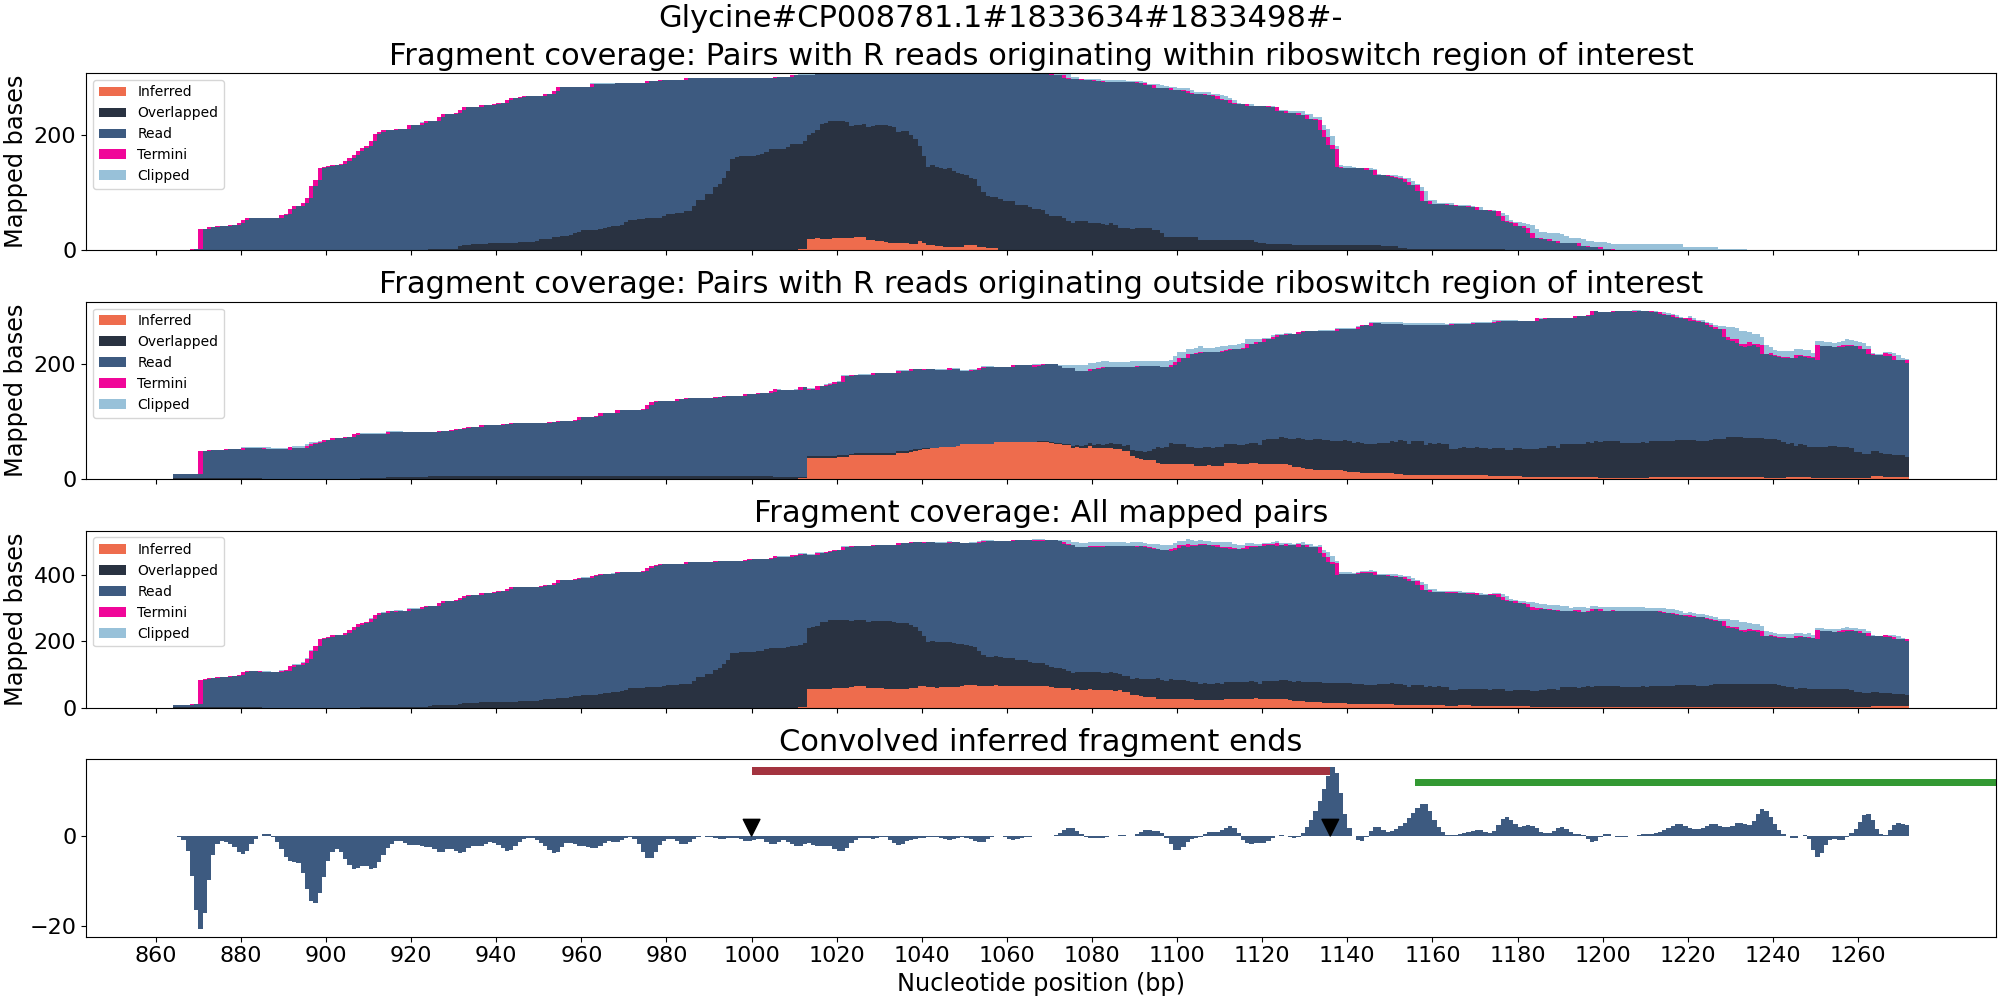 Glycine#CP008781.1#1833634#1833498#-
Fragment coverage: Pairs with R reads originating within riboswitch region of interest
Mapped bases
200
0
Inferred
Overlapped
Read
Termini
Clipped
Fragment coverage: Pairs with R reads originating outside riboswitch region of interest
Mapped bases
200
0
Inferred
Overlapped
Read
Termini
Clipped
Fragment coverage: All mapped pairs
Mapped bases
400
200
0
Inferred
Overlapped
Read
Termini
Clipped
Convolved inferred fragment ends
0
−20
860 880 900 920 940 960 980 1000 1020 1040 1060 1080 1100 1120 1140 1160 1180 1200 1220 1240 1260
Nucleotide position (bp)